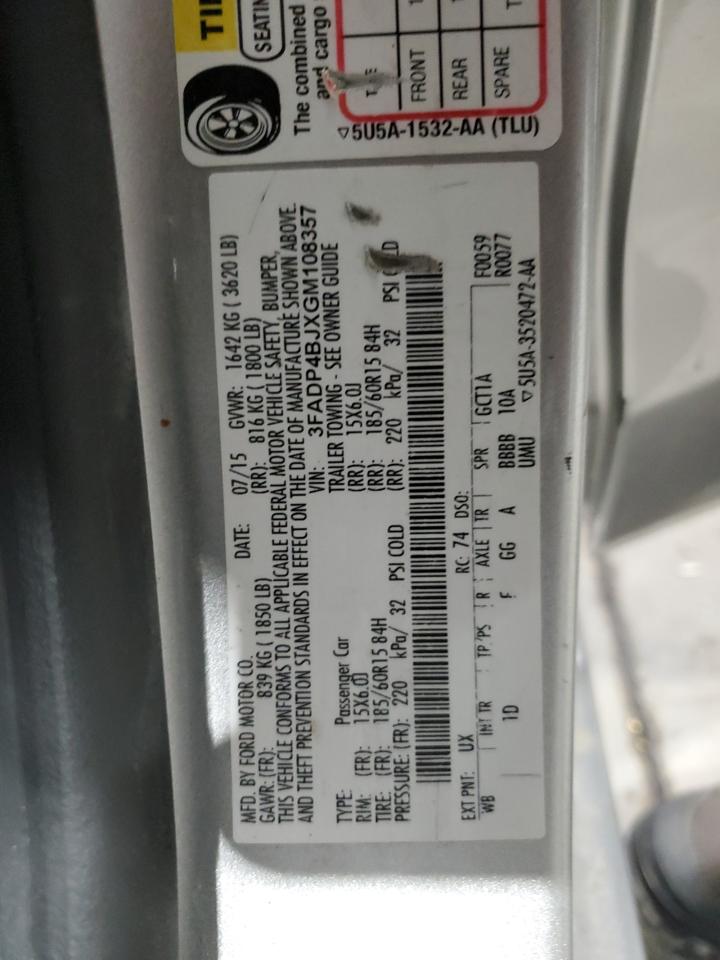 TI
SEATIN
The combined
and cargo
FRONT 1
REAR 1
SPARE T
▽5U5A-1532-AA (TLU)
MFD. BY FORD MOTOR CO. DATE: 07/15 GVWR: 1642 KG ( 3620 LB)
GAWR: (FR): 839 KG ( 1850 LB) (RR): 816 KG ( 1800 LB)
THIS VEHICLE CONFORMS TO ALL APPLICABLE FEDERAL MOTOR VEHICLE SAFETY, BUMPER,
AND THEFT PREVENTION STANDARDS IN EFFECT ON THE DATE OF MANUFACTURE SHOWN ABOVE.
VIN: 3FADP4BJXGM108357
TYPE: Passenger Car TRAILER TOWING - SEE OWNER GUIDE
RIM: (FR): 15X6.0J (RR): 15X6.0J
TIRE: (FR): 185/60R15 84H (RR): 185/60R15 84H
PRESSURE: (FR): 220 kPa/ 32 PSI COLD (RR): 220 kPa/ 32 PSI COLD
EXT PNT: UX RC: 74 DSO: F0059
WB INT TR TP/PS R AXLE TR SPR GCT1A R0077
1D F GG A BBBB 10A
UMU ▽5U5A-3520472-AA